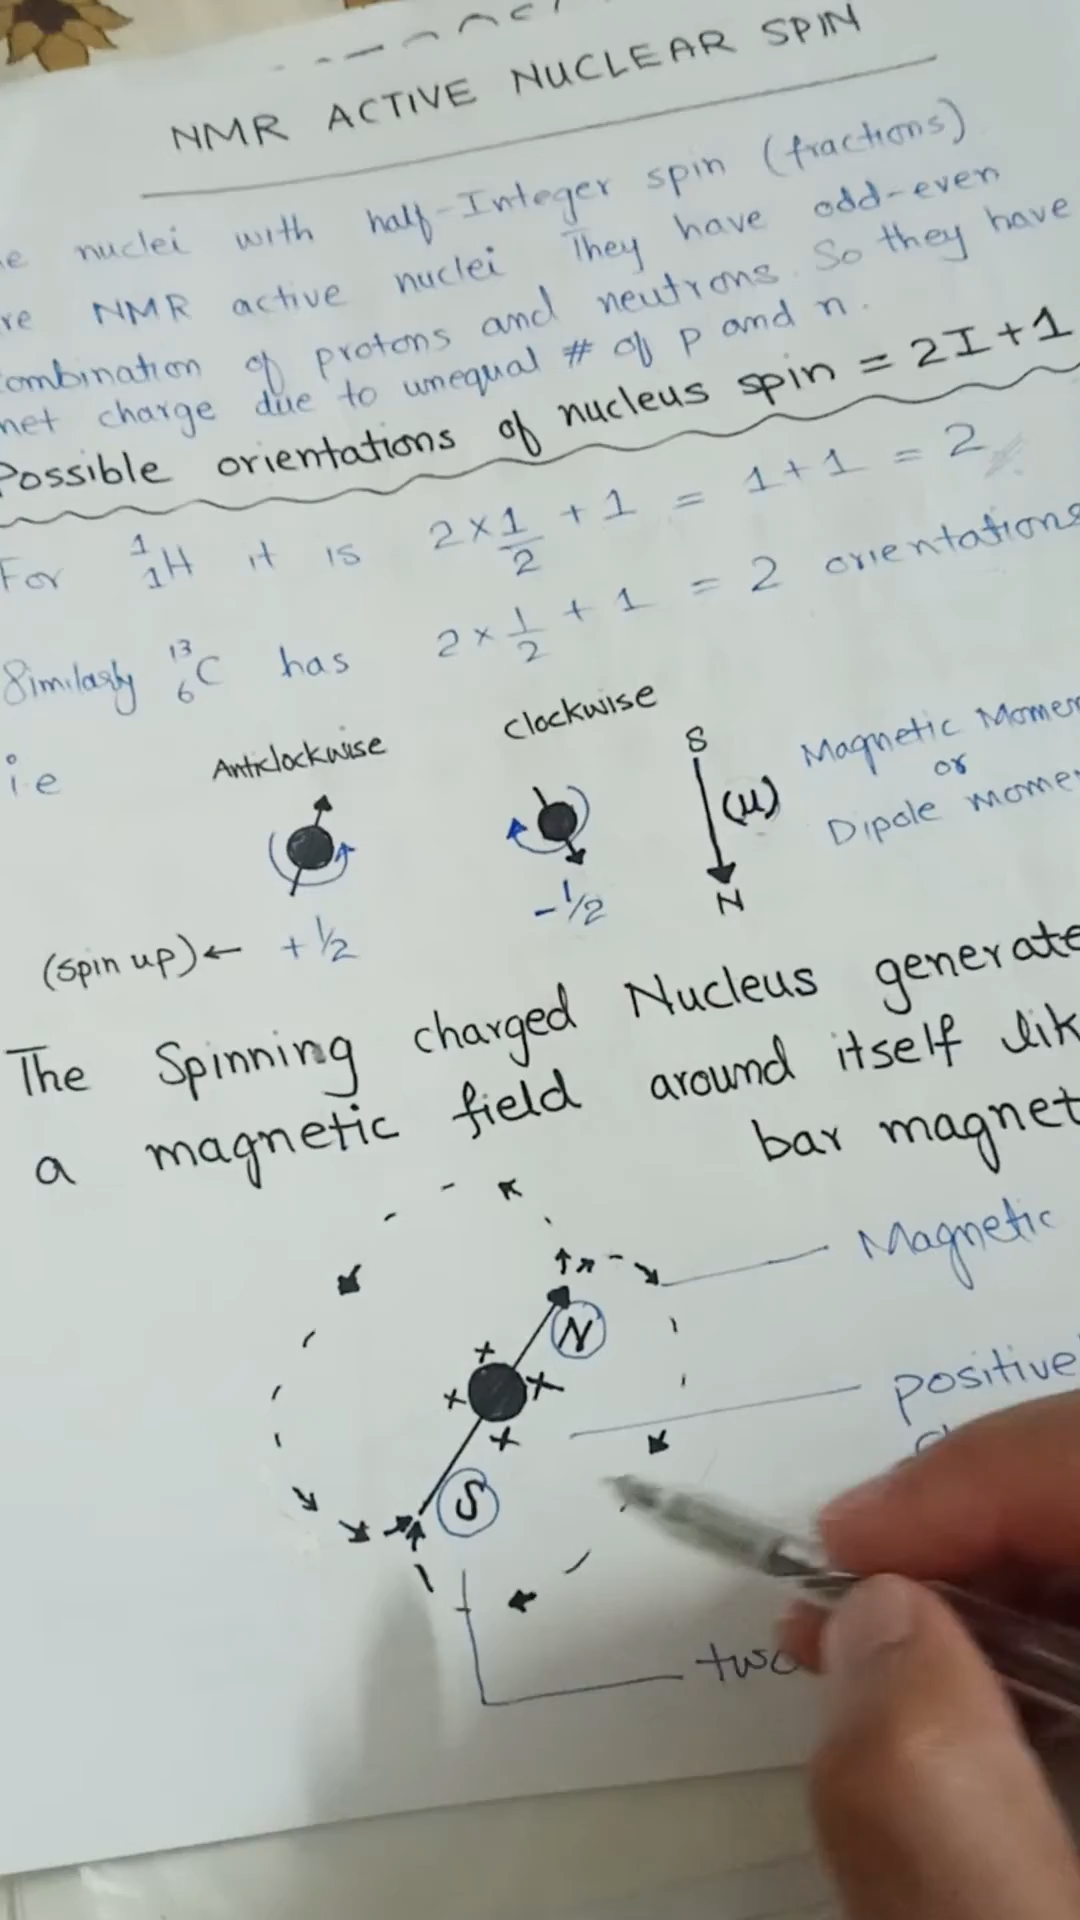 NMR ACTIVE NUCLEAR SPIN
nuclei with half-Integer spin (fractions)
re NMR active nuclei They have odd-even
combination of protons and neutrons. So they have
net charge due to unequal # of p and n.
Possible orientations of nucleus spin = 2I+1
For ¹₁H it is 2×1/2 + 1 = 1+1 = 2
Similarly ¹³₆C has 2×1/2 + 1 = 2 orientations
i.e Anticlockwise Clockwise
S
(μ)
N
Magnetic Momen
or
Dipole mome
(spin up) ← +1/2
-1/2
The Spinning charged Nucleus generate
a magnetic field around itself lik
bar magnet
Magnetic
N
positive
S